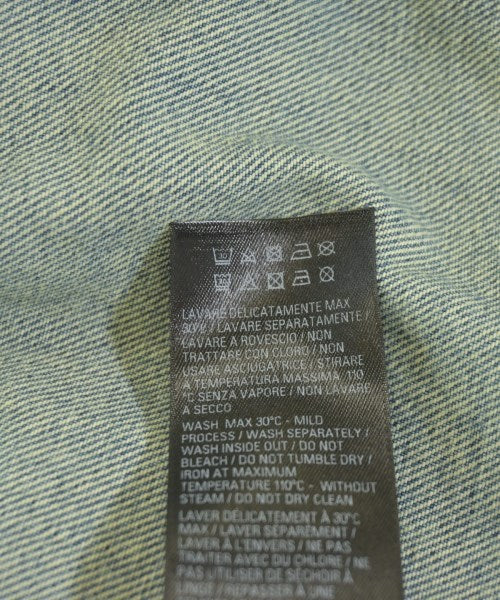 LAVARE DELICATAMENTE MAX
30°C / LAVARE SEPARATAMENTE /
LAVARE A ROVESCIO / NON
TRATTARE CON CLORO / NON
USARE ASCIUGATRICE / STIRARE
A TEMPERATURA MASSIMA 110
°C SENZA VAPORE / NON LAVARE
A SECCO
WASH MAX 30°C - MILD
PROCESS / WASH SEPARATELY /
WASH INSIDE OUT / DO NOT
BLEACH / DO NOT TUMBLE DRY /
IRON AT MAXIMUM
TEMPERATURE 110°C - WITHOUT
STEAM / DO NOT DRY CLEAN
LAVER DÉLICATEMENT À 30°C
MAX / LAVER SÉPARÉMENT /
LAVER À L'ENVERS / NE PAS
TRAITER AVEC DU CHLORE / NE
PAS UTILISER DE SÉCHOIR À
LINGE / REPASSER À UNE